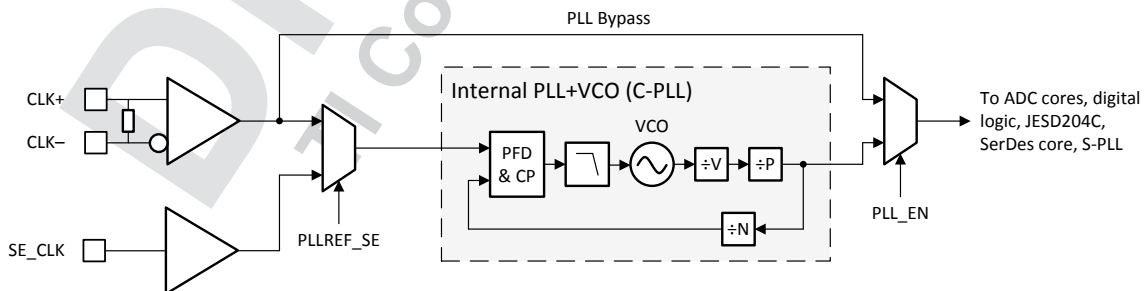 PLL Bypass
CLK+
CLK–
Internal PLL+VCO (C-PLL)
VCO
PFD
& CP
÷V
÷P
÷N
To ADC cores, digital
logic, JESD204C,
SerDes core, S-PLL
PLL_EN
PLLREF_SE
SE_CLK